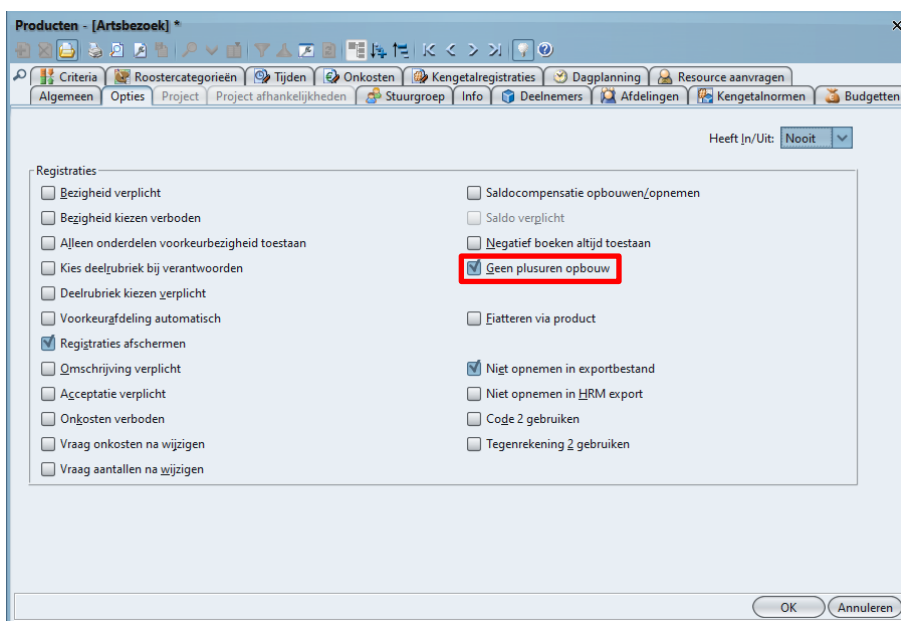 Producten - [Artsbezoek] *
Criteria Roostercategorieën Tijden Onkosten Kengetalregistraties Dagplanning Resource aanvragen
Algemeen Opties Project Project afhankelijkheden Stuurgroep Info Deelnemers Afdelingen Kengetalnormen Budgetten
Heeft In/Uit: Nooit
Registraties
Bezigheid verplicht
Saldocompensatie opbouwen/opnemen
Bezigheid kiezen verboden
Saldo verplicht
Alleen onderdelen voorkeurbezigheid toestaan
Negatief boeken altijd toestaan
Kies deelrubriek bij verantwoorden
Geen plusuren opbouw
Deelrubriek kiezen verplicht
Voorkeurafdeling automatisch
Fiatteren via product
Registraties afschermen
Omschrijving verplicht
Niet opnemen in exportbestand
Acceptatie verplicht
Niet opnemen in HRM export
Onkosten verboden
Code 2 gebruiken
Vraag onkosten na wijzigen
Tegenrekening 2 gebruiken
Vraag aantallen na wijzigen
OK Annuleren